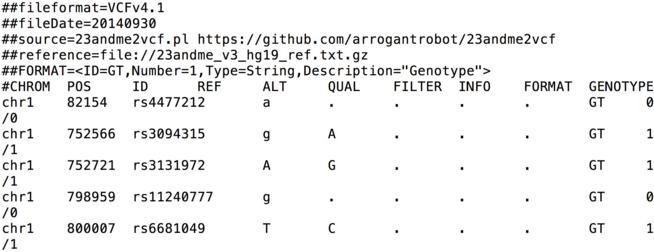 ##fileformat=VCFv4.1
##fileDate=20140930
##source=23andme2vcf.pl https://github.com/arrogantrobot/23andme2vcf
##reference=file://23andme_v3_hg19_ref.txt.gz
##FORMAT=<ID=GT,Number=1,Type=String,Description="Genotype">
#CHROM POS ID REF ALT QUAL FILTER INFO FORMAT GENOTYPE
chr1 82154 rs4477212 a . . . . GT 0
/0
chr1 752566 rs3094315 g A . . . GT 1
/1
chr1 752721 rs3131972 A G . . . GT 1
/1
chr1 798959 rs11240777 g . . . . GT 0
/0
chr1 800007 rs6681049 T C . . . GT 1
/1